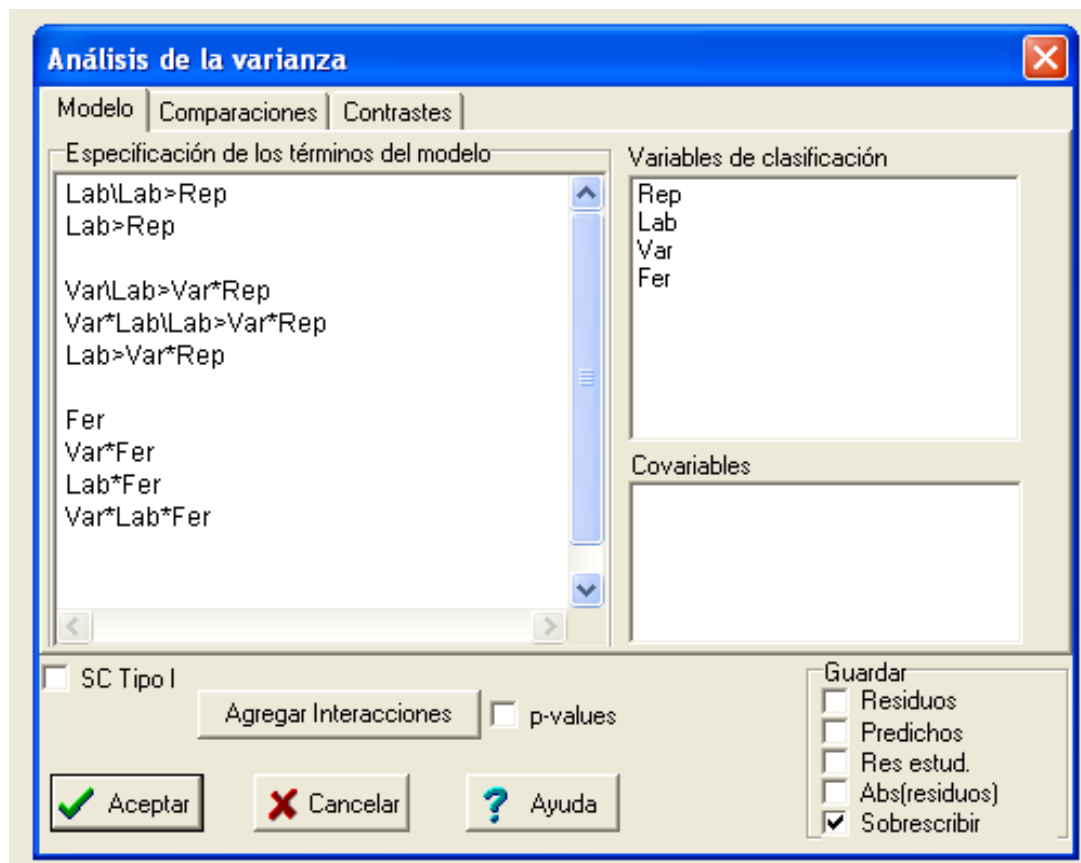 Análisis de la varianza
Modelo
Comparaciones
Contrastes
Especificación de los términos del modelo
Lab\Lab>Rep
Lab>Rep
Var\Lab>Var*Rep
Var*Lab\Lab>Var*Rep
Lab>Var*Rep
Fer
Var*Fer
Lab*Fer
Var*Lab*Fer
Variables de clasificación
Rep
Lab
Var
Fer
Covariables
SC Tipo I
Agregar Interacciones
p-values
Guardar
Residuos
Predichos
Res estud.
Abs(residuos)
Sobrescribir
Aceptar
Cancelar
Ayuda